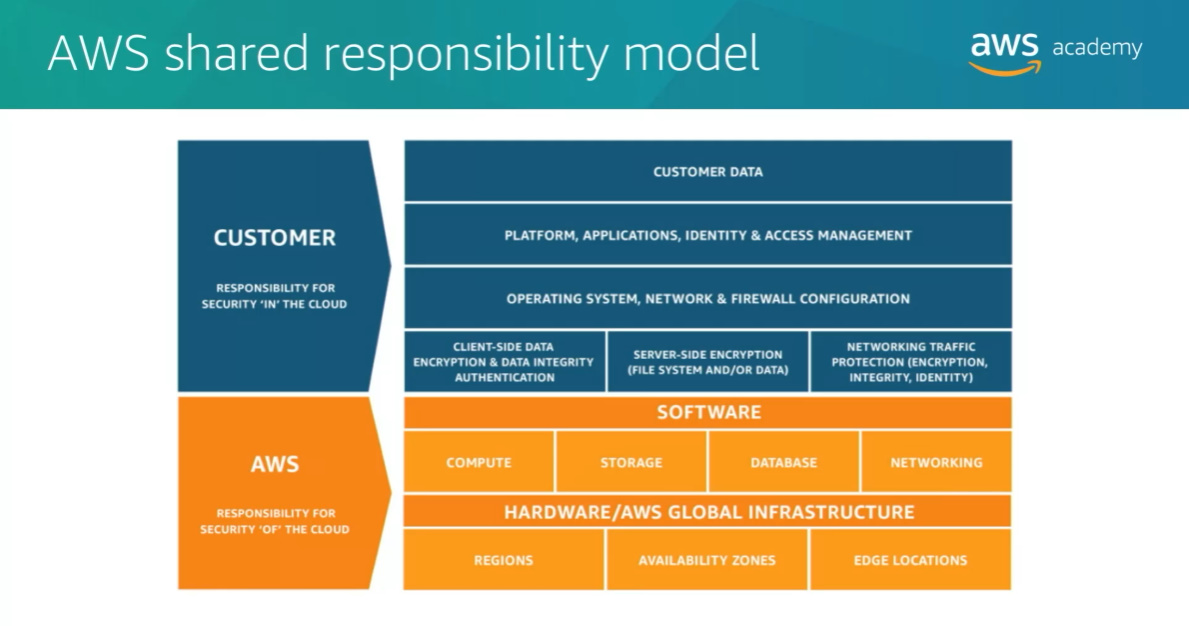 AWS shared responsibility model
aws academy
CUSTOMER
RESPONSIBILITY FOR
SECURITY ‘IN’ THE CLOUD
CUSTOMER DATA
PLATFORM, APPLICATIONS, IDENTITY & ACCESS MANAGEMENT
OPERATING SYSTEM, NETWORK & FIREWALL CONFIGURATION
CLIENT-SIDE DATA
ENCRYPTION & DATA INTEGRITY
AUTHENTICATION
SERVER-SIDE ENCRYPTION
(FILE SYSTEM AND/OR DATA)
NETWORKING TRAFFIC
PROTECTION (ENCRYPTION,
INTEGRITY, IDENTITY)
AWS
RESPONSIBILITY FOR
SECURITY ‘OF’ THE CLOUD
SOFTWARE
COMPUTE
STORAGE
DATABASE
NETWORKING
HARDWARE/AWS GLOBAL INFRASTRUCTURE
REGIONS
AVAILABILITY ZONES
EDGE LOCATIONS